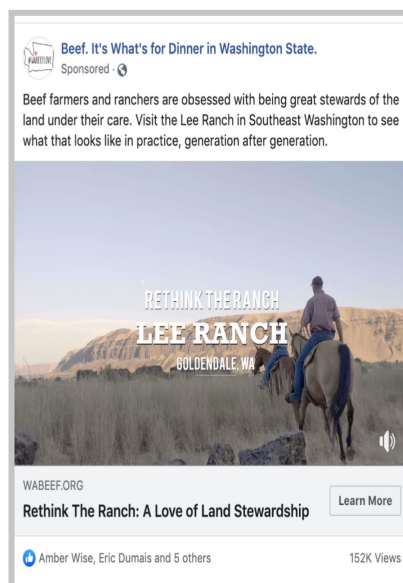 #WABEEFLOVE
Beef. It's What's for Dinner in Washington State.
Sponsored ·
Beef farmers and ranchers are obsessed with being great stewards of the
land under their care. Visit the Lee Ranch in Southeast Washington to see
what that looks like in practice, generation after generation.
RETHINK THE RANCH
LEE RANCH
GOLDENDALE, WA
WABEEF.ORG
Rethink The Ranch: A Love of Land Stewardship
Learn More
Amber Wise, Eric Dumais and 5 others
152K Views